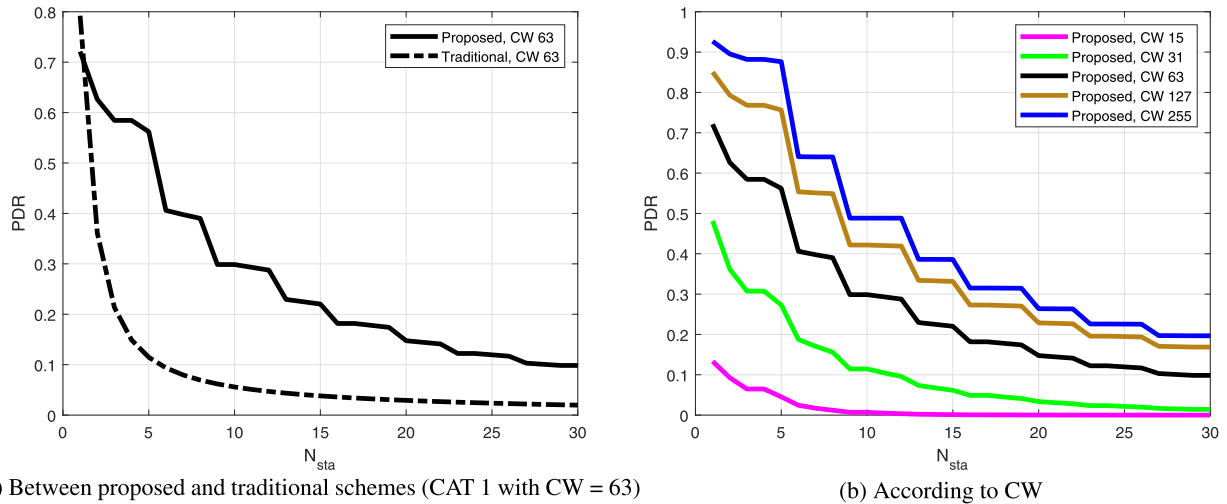 0.8
0.7
0.6
0.5
0.4
0.3
0.2
0.1
0
PDR
Proposed, CW 63
Traditional, CW 63
0 5 10 15 20 25 30
N_sta
) Between proposed and traditional schemes (CAT 1 with CW = 63)
1
0.9
0.8
0.7
0.6
0.5
0.4
0.3
0.2
0.1
0
PDR
Proposed, CW 15
Proposed, CW 31
Proposed, CW 63
Proposed, CW 127
Proposed, CW 255
0 5 10 15 20 25 30
N_sta
(b) According to CW